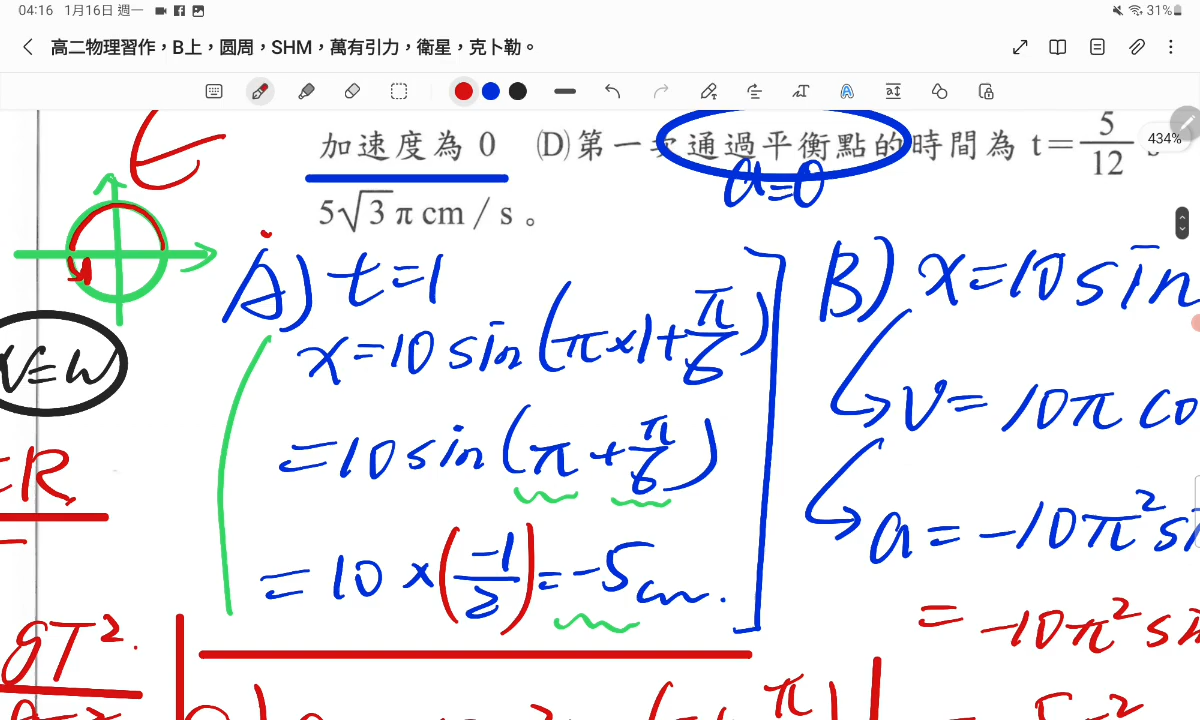 04:16 1月16日 週一 31%
高二物理習作，B上，圓周，SHM，萬有引力，衛星，克卜勒。
434%
t
加速度為 0 (D)第一次通過平衡點的時間為 t＝5/12 s
a=0
5√3 π cm / s 。
A) t=1
x=10 sin (π×1+π/6)
=10 sin (π+π/6)
=10×(-1/2)=-5 cm.
B) x=10 sin
v= 10π co
a= -10π² si
= -10π² si
V=W
=R
gT²